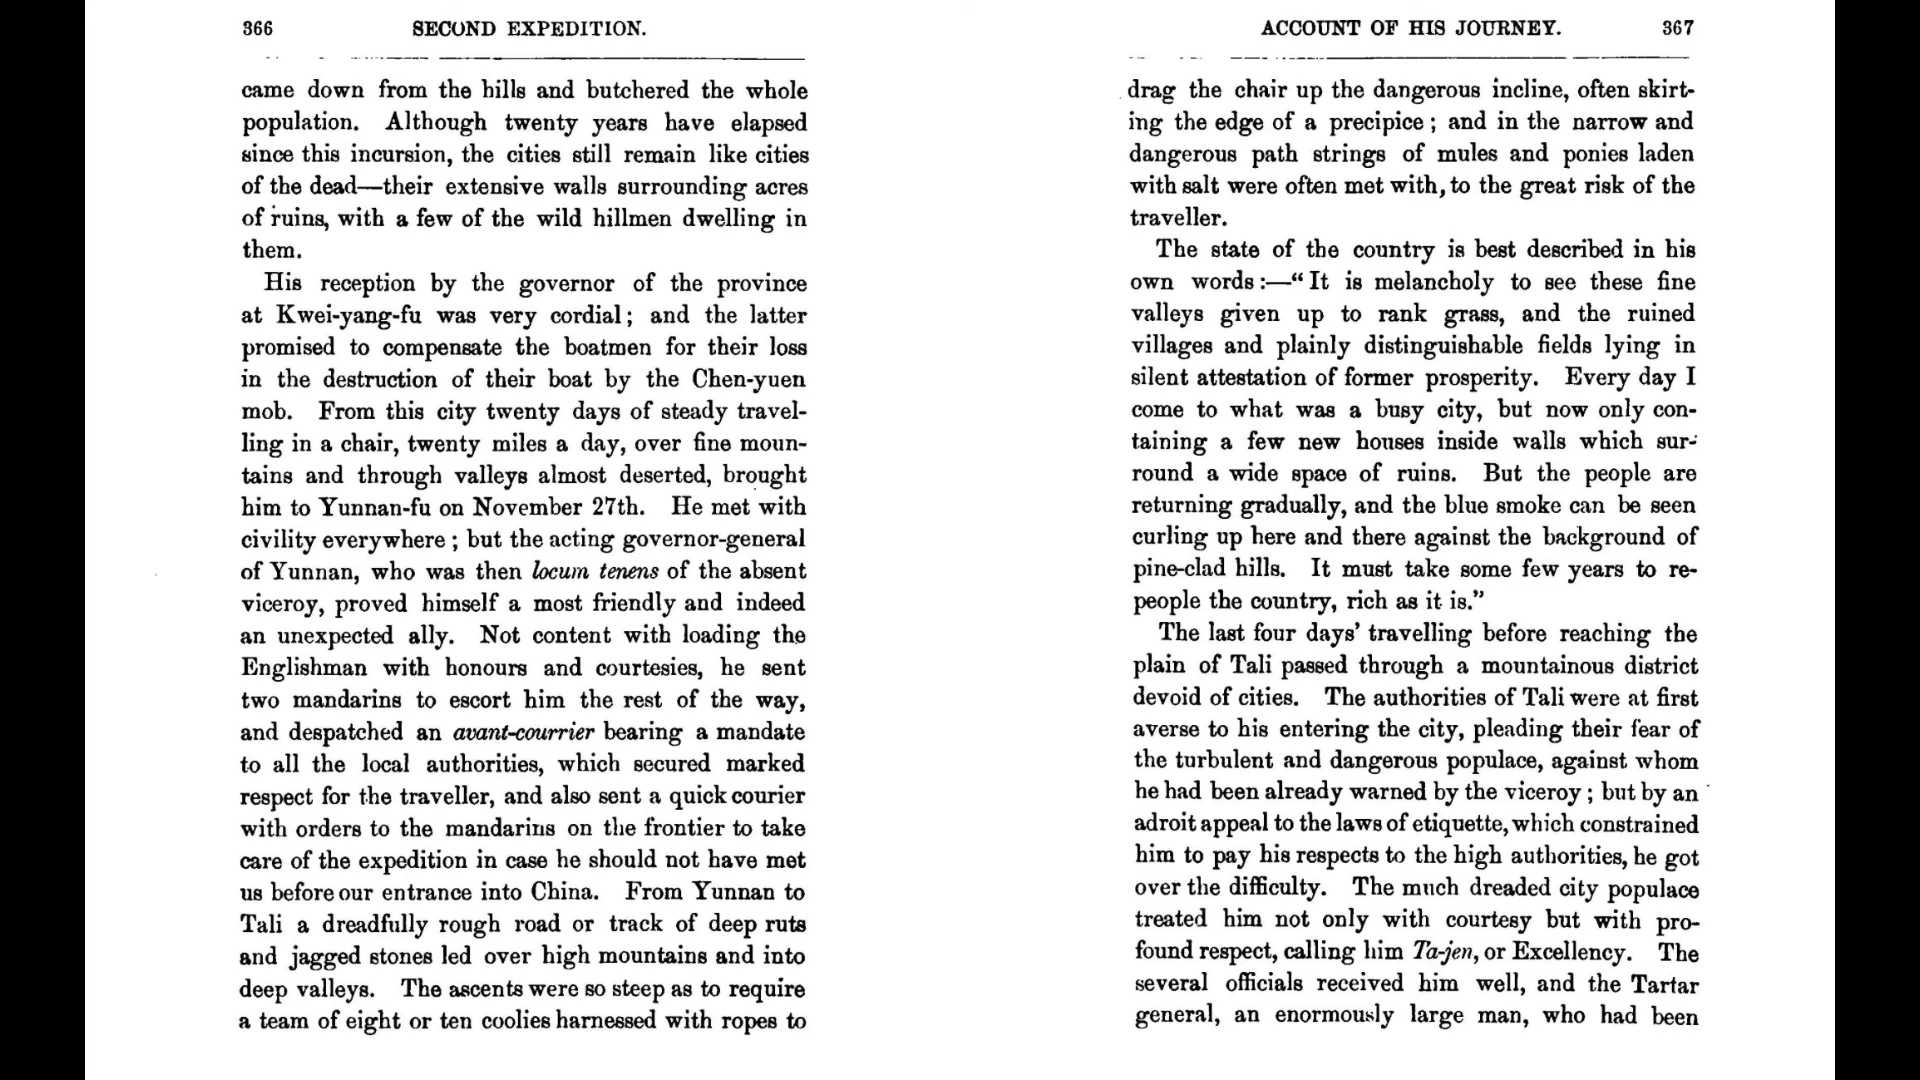 366 SECOND EXPEDITION.
came down from the hills and butchered the whole
population. Although twenty years have elapsed
since this incursion, the cities still remain like cities
of the dead—their extensive walls surrounding acres
of ruins, with a few of the wild hillmen dwelling in
them.
His reception by the governor of the province
at Kwei-yang-fu was very cordial; and the latter
promised to compensate the boatmen for their loss
in the destruction of their boat by the Chen-yuen
mob. From this city twenty days of steady travel-
ling in a chair, twenty miles a day, over fine moun-
tains and through valleys almost deserted, brought
him to Yunnan-fu on November 27th. He met with
civility everywhere; but the acting governor-general
of Yunnan, who was then locum tenens of the absent
viceroy, proved himself a most friendly and indeed
an unexpected ally. Not content with loading the
Englishman with honours and courtesies, he sent
two mandarins to escort him the rest of the way,
and despatched an avant-courrier bearing a mandate
to all the local authorities, which secured marked
respect for the traveller, and also sent a quick courier
with orders to the mandarins on the frontier to take
care of the expedition in case he should not have met
us before our entrance into China. From Yunnan to
Tali a dreadfully rough road or track of deep ruts
and jagged stones led over high mountains and into
deep valleys. The ascents were so steep as to require
a team of eight or ten coolies harnessed with ropes to
ACCOUNT OF HIS JOURNEY. 367
drag the chair up the dangerous incline, often skirt-
ing the edge of a precipice; and in the narrow and
dangerous path strings of mules and ponies laden
with salt were often met with, to the great risk of the
traveller.
The state of the country is best described in his
own words:—“It is melancholy to see these fine
valleys given up to rank grass, and the ruined
villages and plainly distinguishable fields lying in
silent attestation of former prosperity. Every day I
come to what was a busy city, but now only con-
taining a few new houses inside walls which sur-
round a wide space of ruins. But the people are
returning gradually, and the blue smoke can be seen
curling up here and there against the background of
pine-clad hills. It must take some few years to re-
people the country, rich as it is.”
The last four days’ travelling before reaching the
plain of Tali passed through a mountainous district
devoid of cities. The authorities of Tali were at first
averse to his entering the city, pleading their fear of
the turbulent and dangerous populace, against whom
he had been already warned by the viceroy; but by an
adroit appeal to the laws of etiquette, which constrained
him to pay his respects to the high authorities, he got
over the difficulty. The much dreaded city populace
treated him not only with courtesy but with pro-
found respect, calling him Ta-jen, or Excellency. The
several officials received him well, and the Tartar
general, an enormously large man, who had been